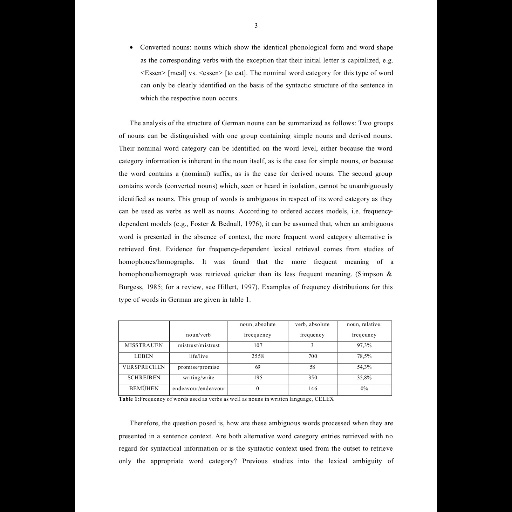 3
• Converted nouns: nouns which show the identical phonological form and word shape
as the corresponding verbs with the exception that their initial letter is capitalized, e.g.
<Essen> [meal] vs. <essen> [to eat]. The nominal word category for this type of word
can only be clearly identified on the basis of the syntactic structure of the sentence in
which the respective noun occurs.
The analysis of the structure of German nouns can be summarized as follows: Two groups
of nouns can be distinguished with one group containing simple nouns and derived nouns.
Their nominal word category can be identified on the word level, either because the word
category information is inherent in the noun itself, as is the case for simple nouns, or because
the word contains a (nominal) suffix, as is the case for derived nouns. The second group
contains words (converted nouns) which, seen or heard in isolation, cannot be unambiguously
identified as nouns. This group of words is ambiguous in respect of its word category as they
can be used as verbs as well as nouns. According to ordered access models, i.e. frequency-
dependent models (e.g., Foster & Bednall, 1976), it can be assumed that, when an ambiguous
word is presented in the absence of context, the more frequent word category alternative is
retrieved first. Evidence for frequency-dependent lexical retrieval comes from studies of
homophones/homographs. It was found that the more frequent meaning of a
homophone/homograph was retrieved quicker than its less frequent meaning. (Simpson &
Burgess, 1985; for a review, see Hillert, 1997). Examples of frequency distributions for this
type of words in German are given in table 1.
noun, absolute verb, absolute noun, relative
noun/verb frequency frequency frequency
MISSTRAUEN mistrust/mistrust 107 3 97,3%
LEBEN life/live 2558 700 78,5%
VERSPRECHEN promise/promise 69 58 54,3%
SCHREIBEN writing/write 195 350 35,8%
BEMÜHEN endeavour/endeavour 0 0%
Table 1:Frequency of words used as verbs as well as nouns in written language, CELEX
Therefore, the question posed is, how are these ambiguous words processed when they are
presented in a sentence context. Are both alternative word category entries retrieved with no
regard for syntactical information or is the syntactic context used from the outset to retrieve
only the appropriate word category? Previous studies into the lexical ambiguity of